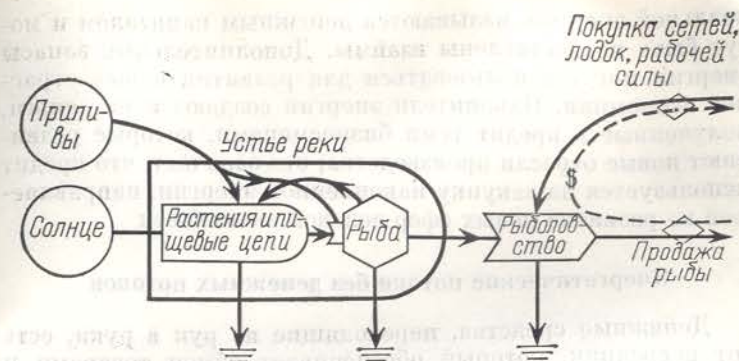 Покупка сетей,
лодок, рабочей
силы
Прили-
вы
Устье реки
$
Солнце
Растения и пи-
щевые цепи
Рыба
Рыболов-
ство
Продажа
рыбы